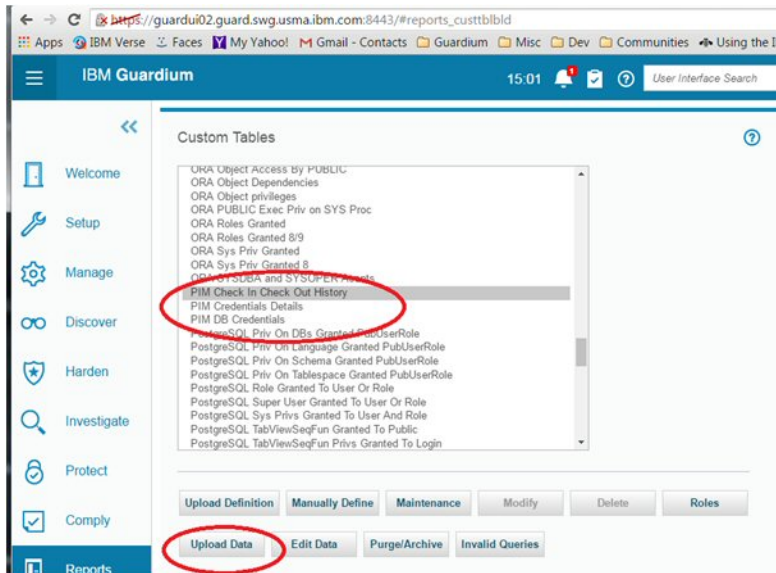 https://guardui02.guard.swg.usma.ibm.com:8443/#reports_custtblbld
Apps IBM Verse Faces My Yahoo! Gmail - Contacts Guardium Misc Dev Communities Using the I
IBM Guardium 15:01 1 User Interface Search
Custom Tables
Welcome
Setup
Manage
Discover
Harden
Investigate
Protect
Comply
Reports
ORA Object Access By PUBLIC
ORA Object Dependencies
ORA Object privileges
ORA PUBLIC Exec Priv on SYS Proc
ORA Roles Granted
ORA Roles Granted 8/9
ORA Sys Priv Granted
ORA Sys Priv Granted 8
ORA SYSDBA and SYSOPER
PIM Check In Check Out History
PIM Credentials Details
PIM DB Credentials
PostgreSQL Priv On DBs Granted PubUserRole
PostgreSQL Priv On Language Granted PubUserRole
PostgreSQL Priv On Schema Granted PubUserRole
PostgreSQL Priv On Tablespace Granted PubUserRole
PostgreSQL Role Granted To User Or Role
PostgreSQL Super User Granted To User Or Role
PostgreSQL Sys Privs Granted To User And Role
PostgreSQL TabViewSeqFun Granted To Public
PostgreSQL TabViewSeqFun Privs Granted To Login
Upload Definition Manually Define Maintenance Modify Delete Roles
Upload Data Edit Data Purge/Archive Invalid Queries